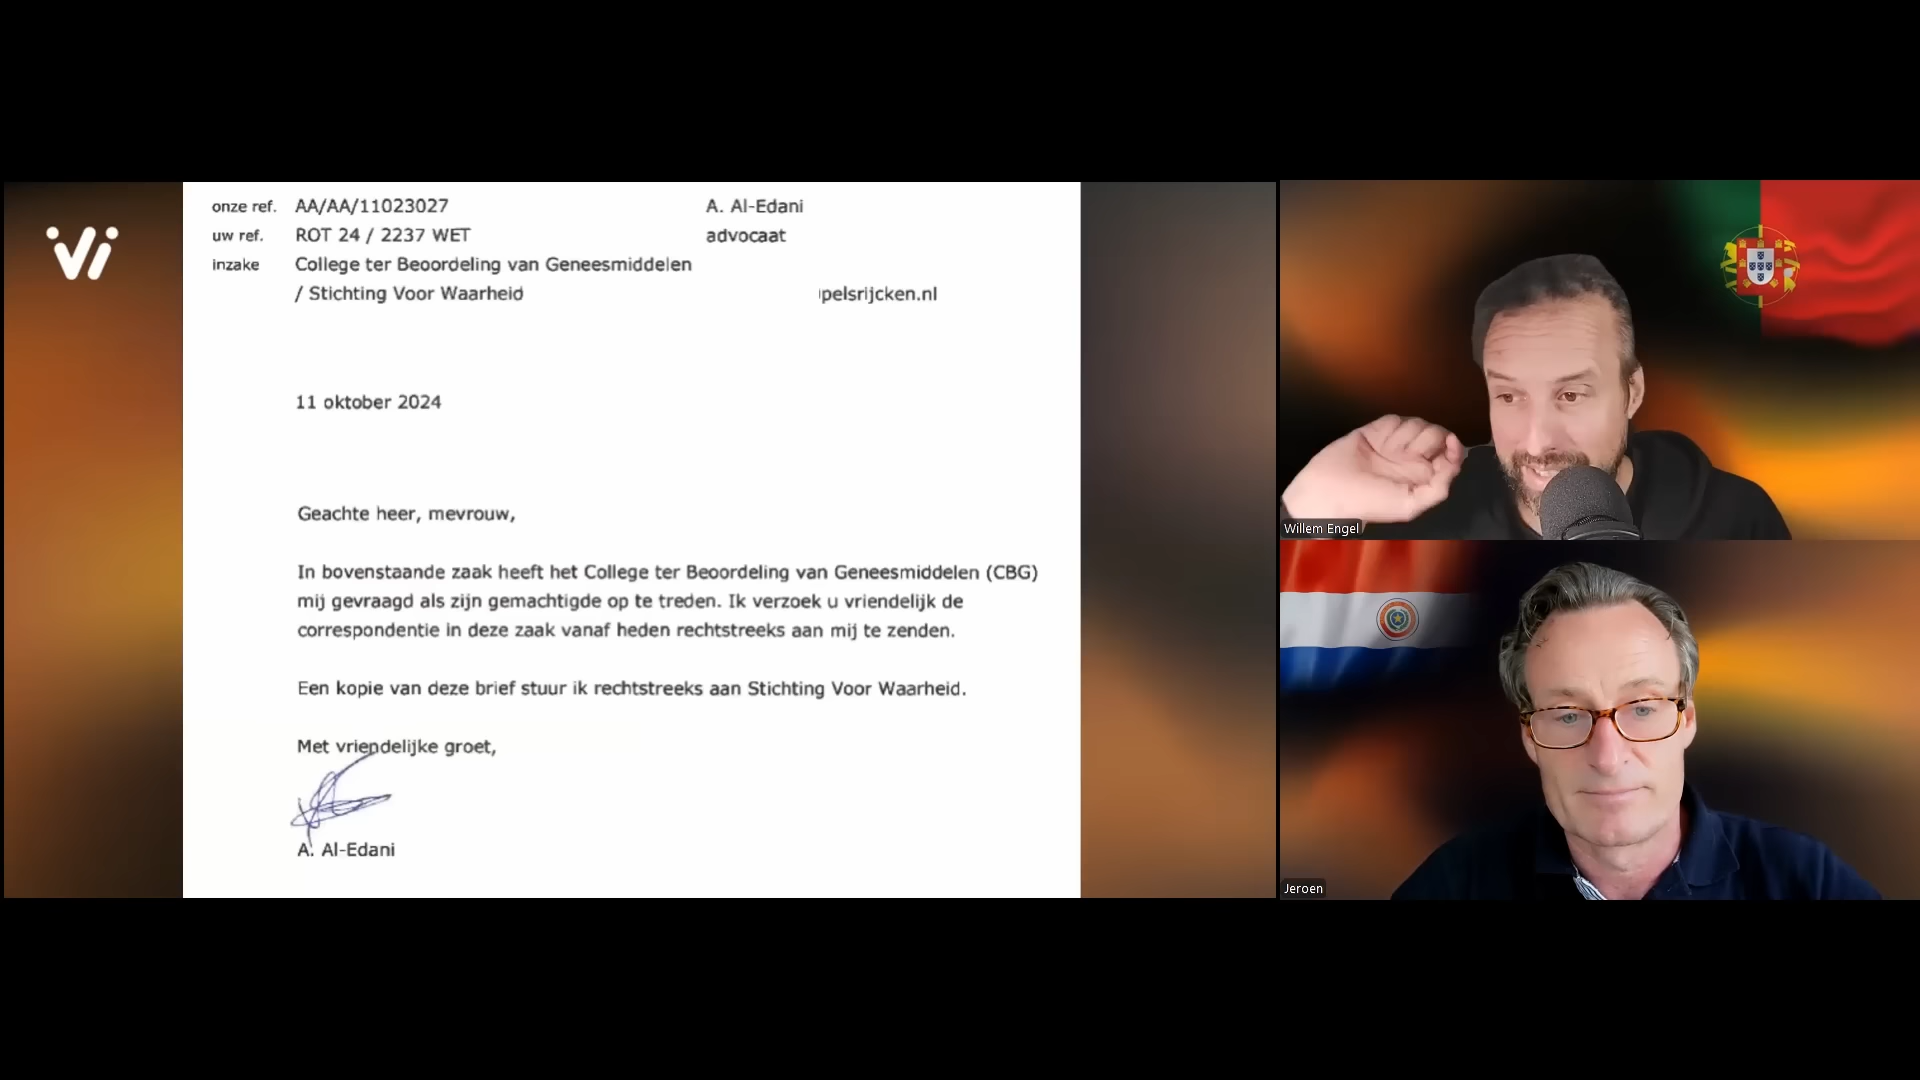 onze ref. AA/AA/11023027
uw ref. ROT 24 / 2237 WET
inzake College ter Beoordeling van Geneesmiddelen
/ Stichting Voor Waarheid
A. Al-Edani
advocaat
pelsrijcken.nl
11 oktober 2024
Geachte heer, mevrouw,
In bovenstaande zaak heeft het College ter Beoordeling van Geneesmiddelen (CBG)
mij gevraagd als zijn gemachtigde op te treden. Ik verzoek u vriendelijk de
correspondentie in deze zaak vanaf heden rechtstreeks aan mij te zenden.
Een kopie van deze brief stuur ik rechtstreeks aan Stichting Voor Waarheid.
Met vriendelijke groet,
A. Al-Edani
Willem Engel
Jeroen